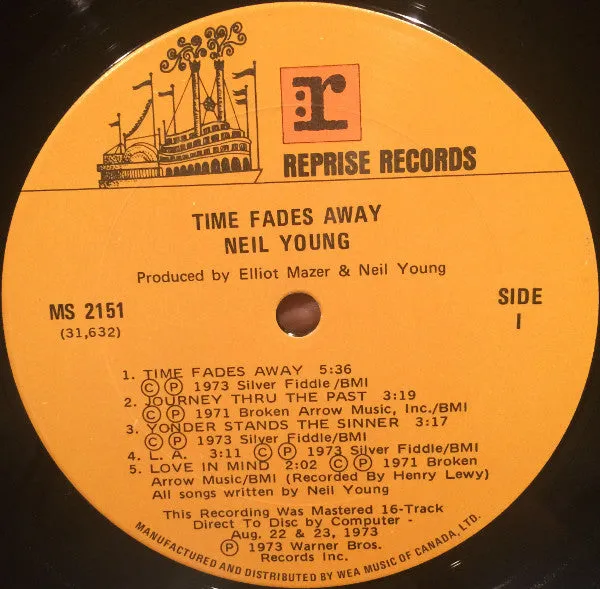 r
REPRISE RECORDS
TIME FADES AWAY
NEIL YOUNG
Produced by Elliot Mazer & Neil Young
MS 2151
(31,632)
SIDE
I
1. TIME FADES AWAY 5:36
Ⓒ Ⓟ 1973 Silver Fiddle/BMI
2. JOURNEY THRU THE PAST 3:19
Ⓒ Ⓟ 1971 Broken Arrow Music, Inc./BMI
3. YONDER STANDS THE SINNER 3:17
Ⓒ Ⓟ 1973 Silver Fiddle/BMI
4. L. A. 3:11 Ⓒ Ⓟ 1973 Silver Fiddle/BMI
5. LOVE IN MIND 2:02 Ⓒ Ⓟ 1971 Broken
Arrow Music/BMI (Recorded By Henry Lewy)
All songs written by Neil Young
This Recording Was Mastered 16-Track
Direct To Disc by Computer -
Aug. 22 & 23, 1973
Ⓟ 1973 Warner Bros.
Records Inc.
MANUFACTURED AND DISTRIBUTED BY WEA MUSIC OF CANADA, LTD.